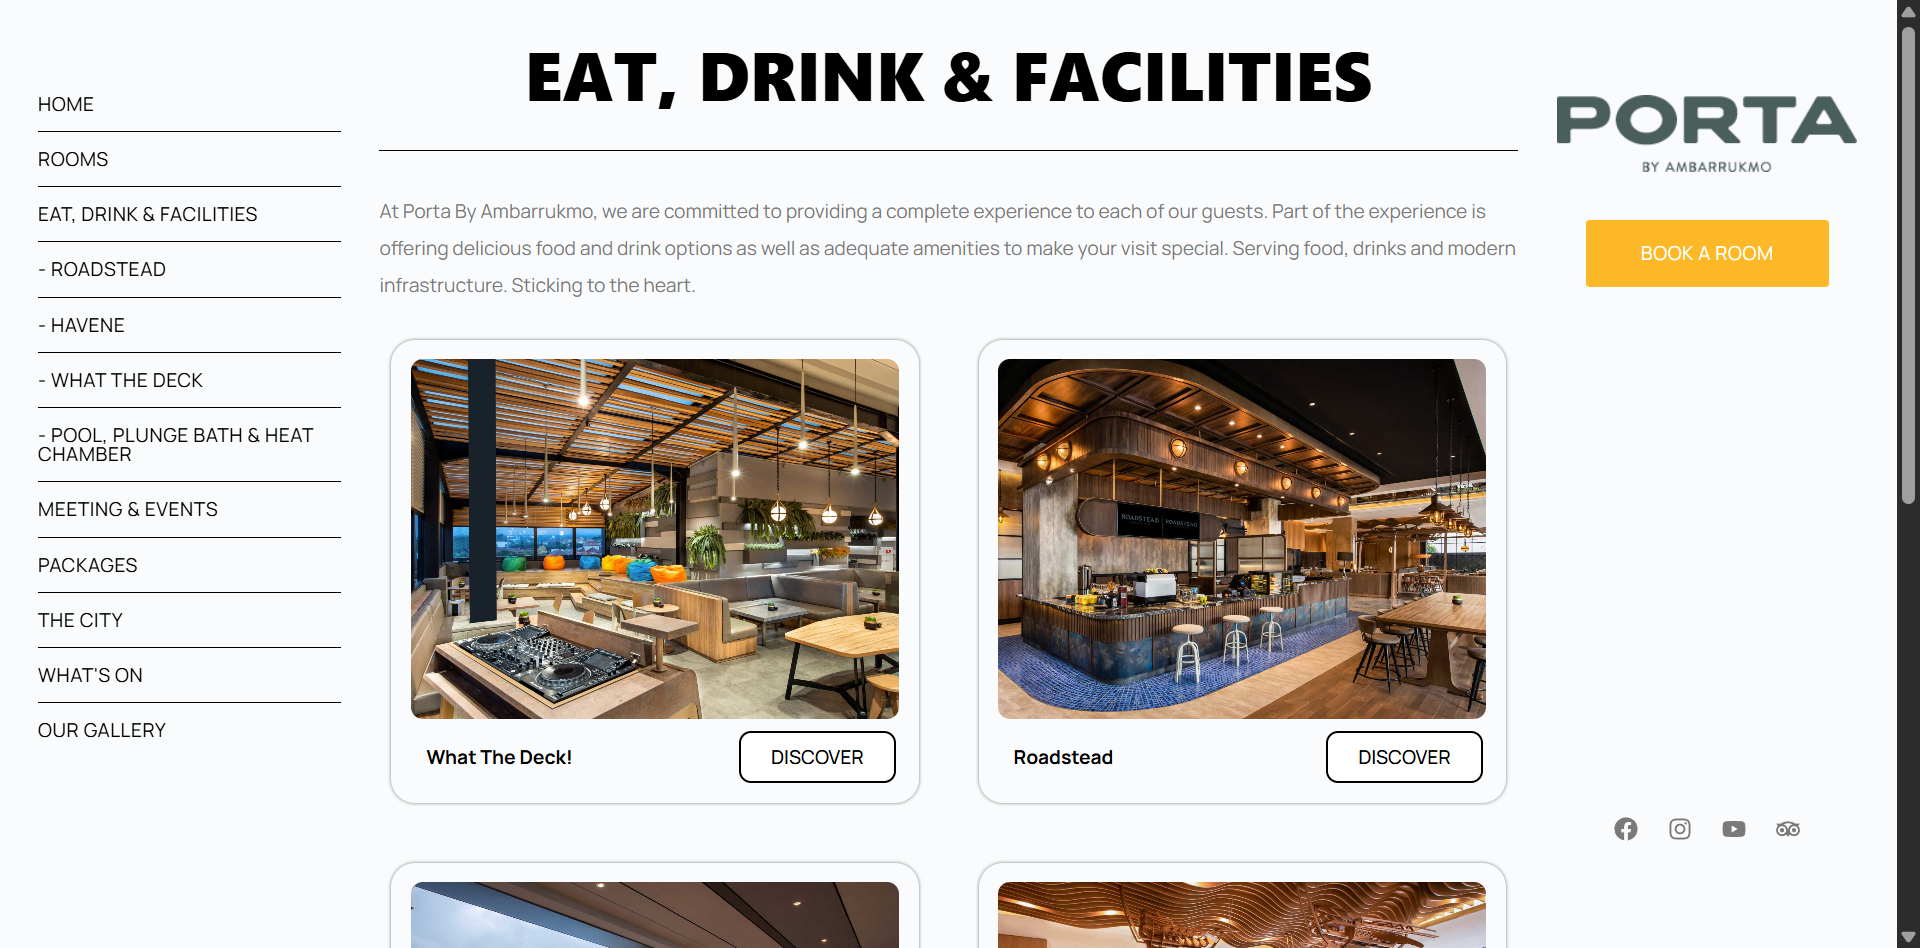 HOME
ROOMS
EAT, DRINK & FACILITIES
- ROADSTEAD
- HAVENE
- WHAT THE DECK
- POOL, PLUNGE BATH & HEAT
CHAMBER
MEETING & EVENTS
PACKAGES
THE CITY
WHAT'S ON
OUR GALLERY
EAT, DRINK & FACILITIES
At Porta By Ambarrukmo, we are committed to providing a complete experience to each of our guests. Part of the experience is
offering delicious food and drink options as well as adequate amenities to make your visit special. Serving food, drinks and modern
infrastructure. Sticking to the heart.
ROADSTEAD ROADSTEAD
What The Deck!
DISCOVER
Roadstead
DISCOVER
PORTA
BY AMBARRUKMO
BOOK A ROOM